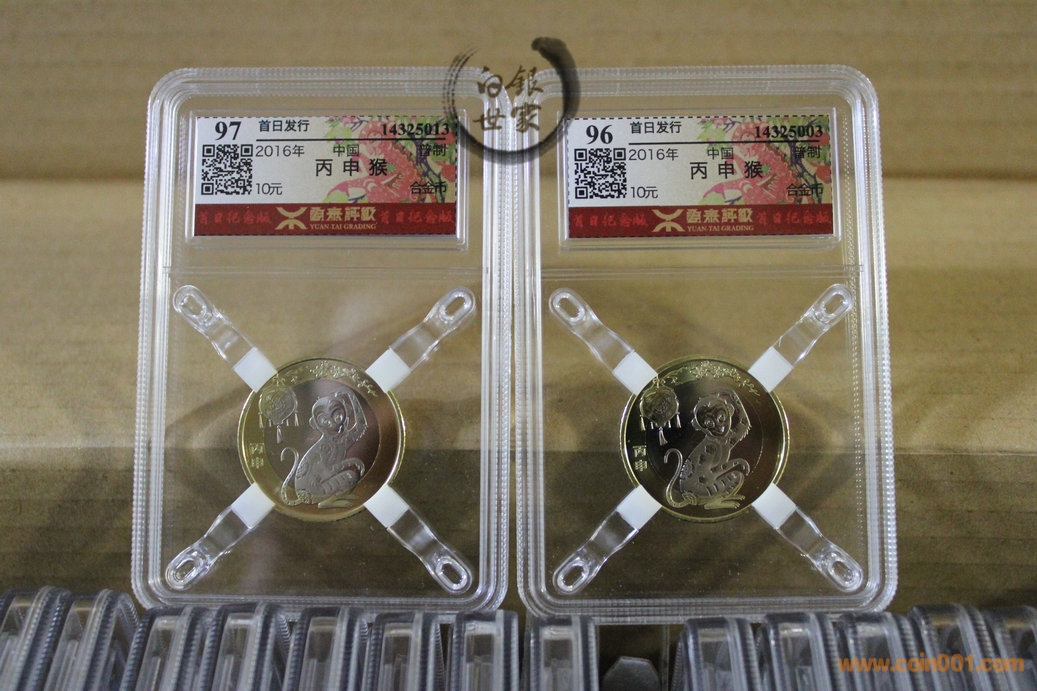 白银
世家
97 首日发行 14325013
2016年 中国 普制
丙申猴
10元 合金币
首日纪念版 源泰评级 首日纪念版
YUAN-TAI GRADING
96 首日发行 14325003
2016年 中国 普制
丙申猴
10元 合金币
首日纪念版 源泰评级 首日纪念版
YUAN-TAI GRADING
丙申
丙申
www.coin001.com